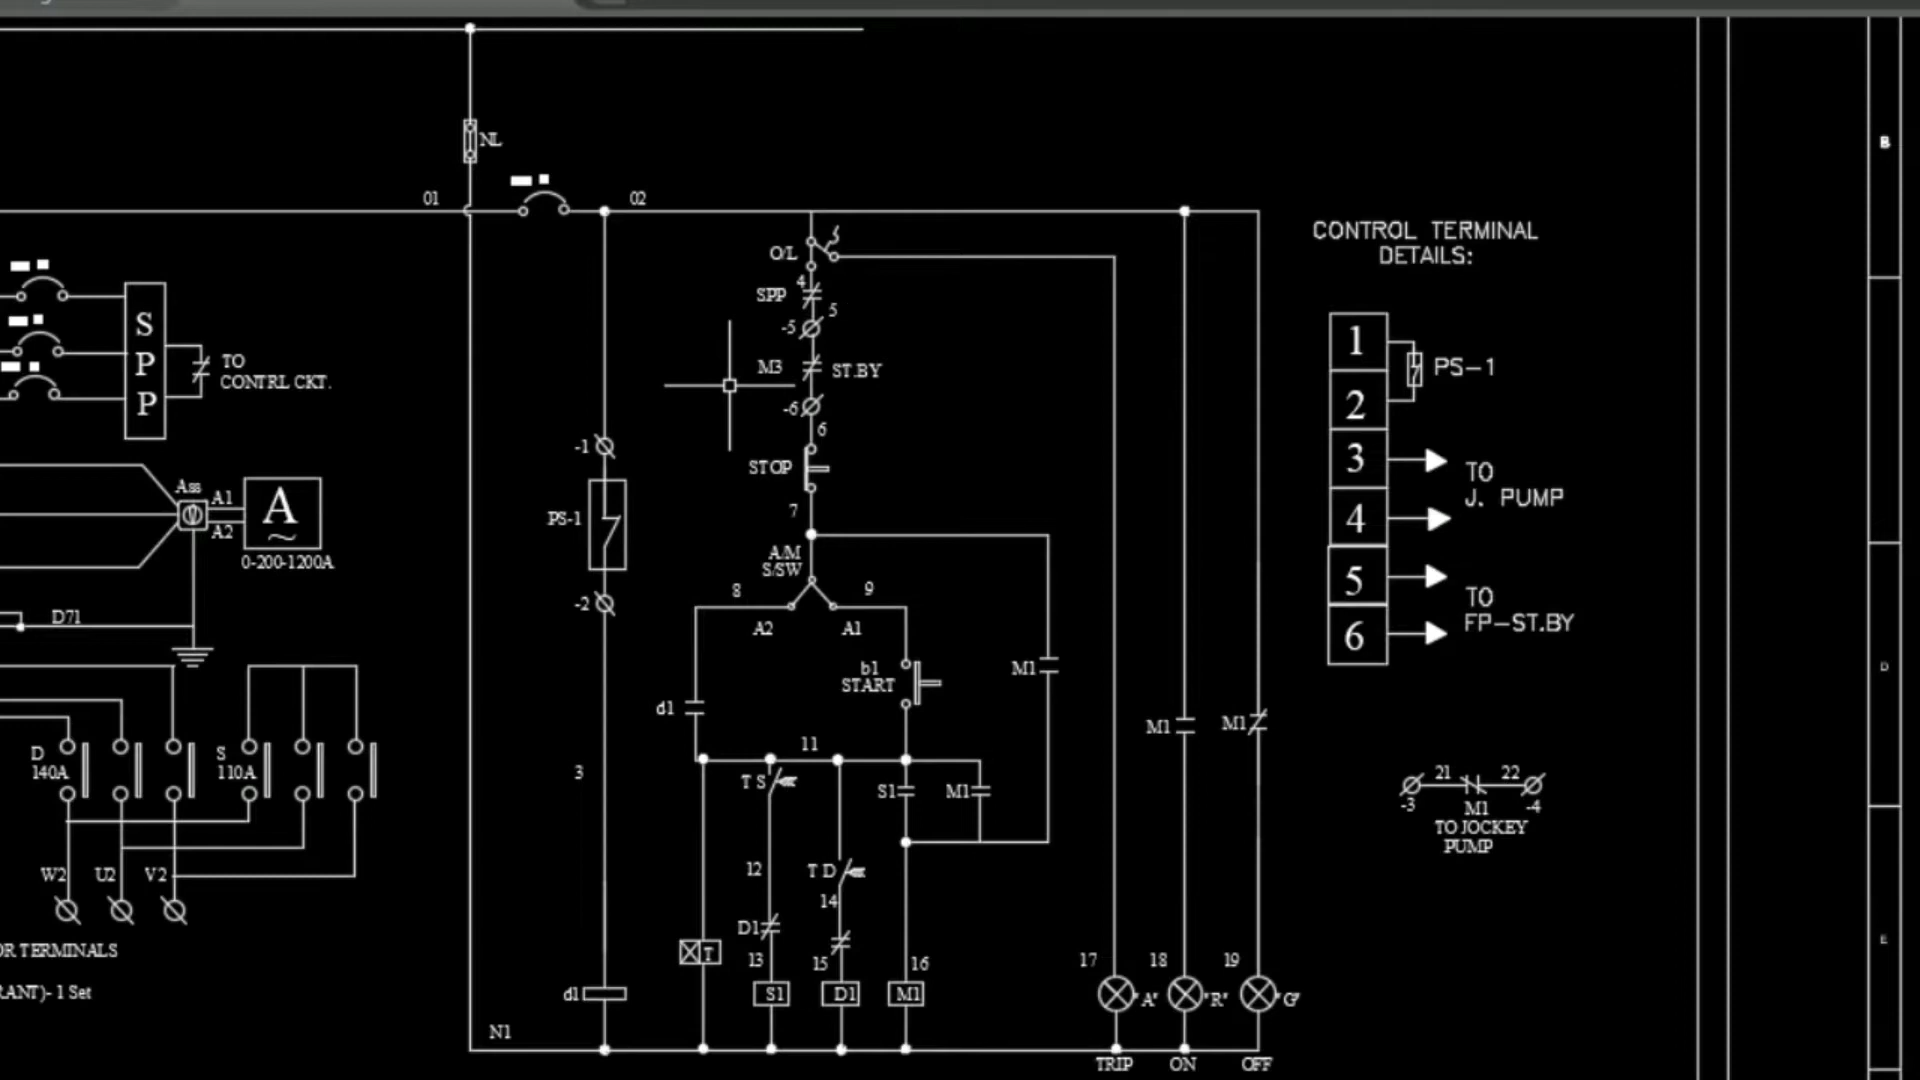 B
NL
01
02
O/L
4
SPP
5
-5
M3
ST.BY
-6
6
STOP
7
A/M
S/SW
8
9
A2
A1
b1
START
M1
d1
11
T S
S1
M1
12
T D
14
D1
13
15
16
T
S1
D1
M1
PS-1
-1
-2
3
d1
N1
M1
M1
17
18
19
"A"
"R"
"G"
TRIP
ON
OFF
S
P
P
TO
CONTRL CKT.
Ass
A1
A2
A
~
0-200-1200A
D71
D
140A
S
110A
W2
U2
V2
OR TERMINALS
RANT)- 1 Set
CONTROL TERMINAL
DETAILS:
1
2
3
4
5
6
PS-1
TO
J. PUMP
TO
FP-ST.BY
21
22
-3
M1
-4
TO JOCKEY
PUMP
D
E